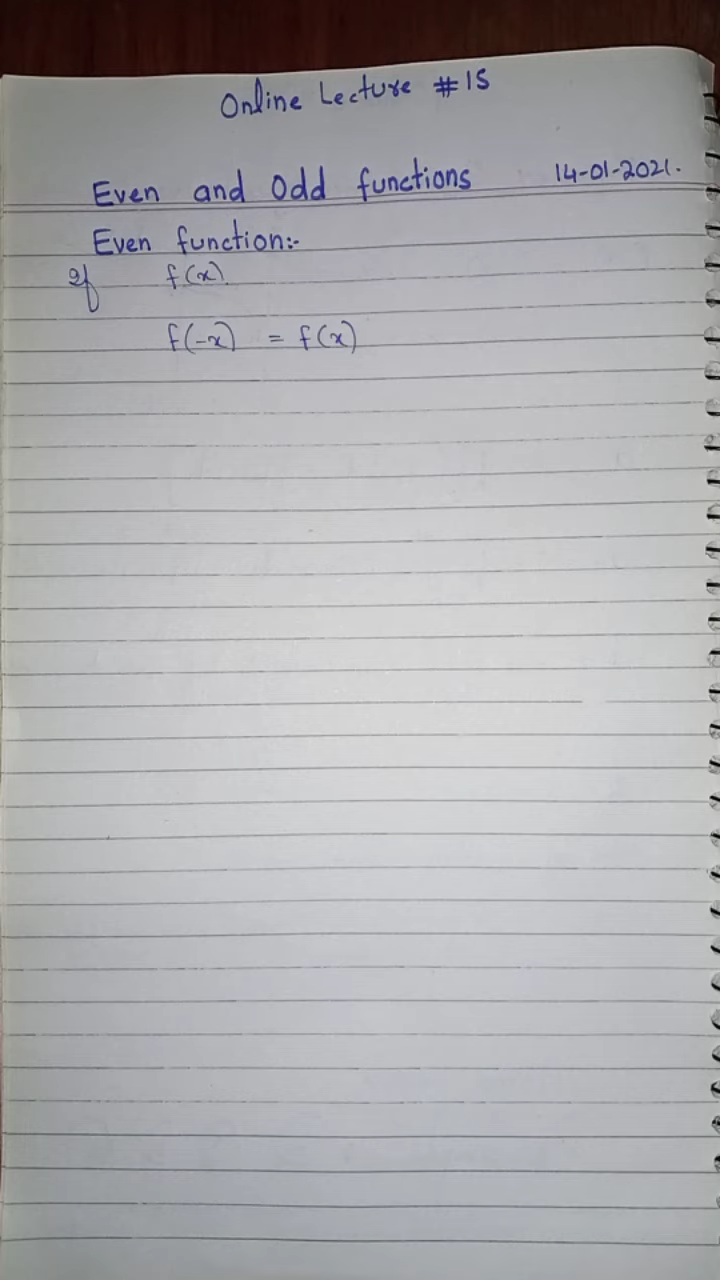 Online Lecture #15
Even and Odd functions 14-01-2021.
Even function:-
If f(x).
f(-x) = f(x)